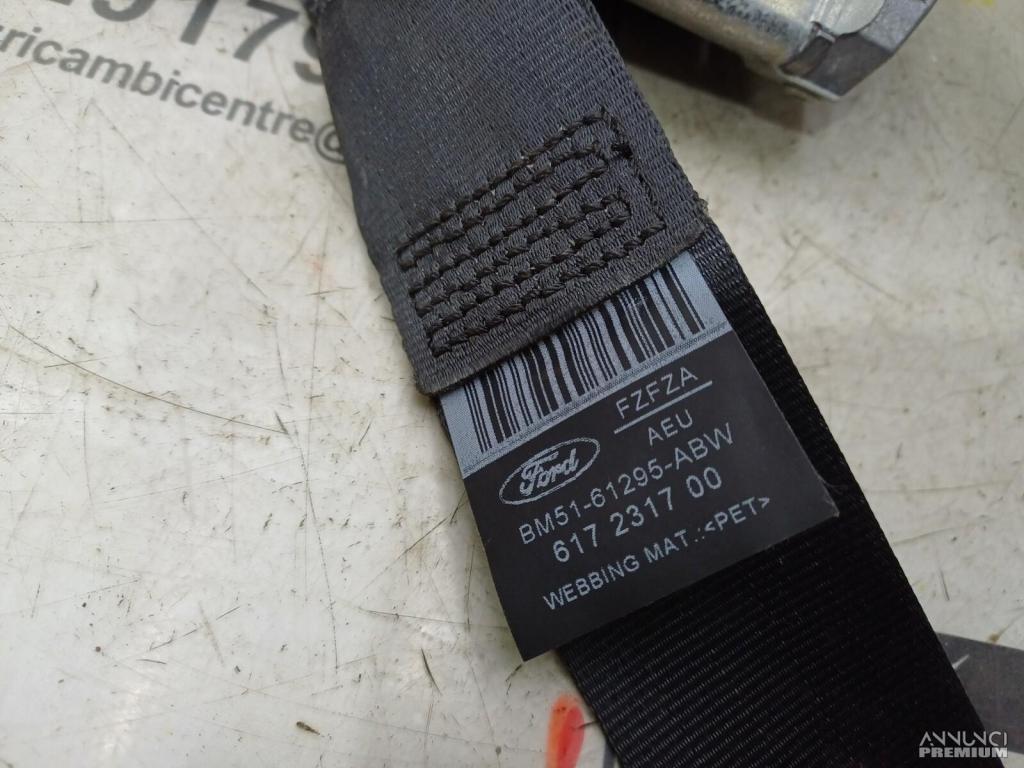 ricambicentre@
FZFZA
AEU
Ford
BM51-61295-ABW
617 2317 00
WEBBING MAT.:<PET>
ANNUNCI
PREMIUM